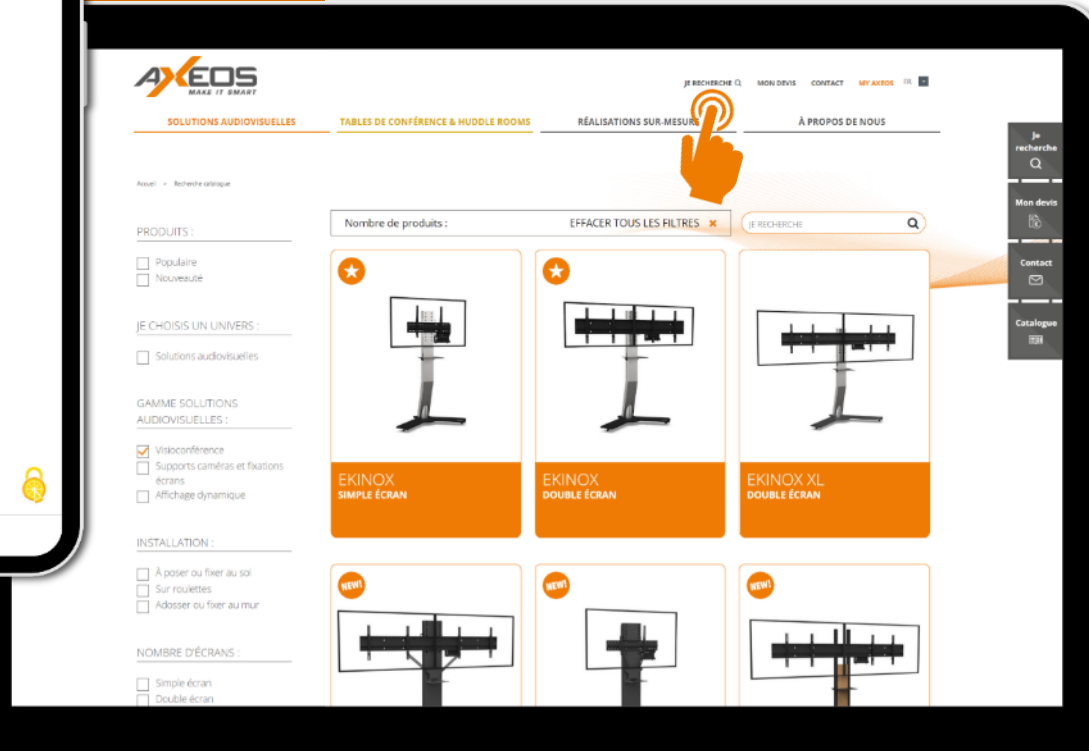 AXEOS
MAKE IT SMART
JE RECHERCHE
MON DEVIS
CONTACT
MY AXEOS
FR
SOLUTIONS AUDIOVISUELLES
TABLES DE CONFÉRENCE & HUDDLE ROOMS
RÉALISATIONS SUR-MESURE
À PROPOS DE NOUS
Accueil > Recherche catalogue
Nombre de produits :
EFFACER TOUS LES FILTRES
JE RECHERCHE
PRODUITS :
Populaire
Nouveauté
JE CHOISIS UN UNIVERS :
Solutions audiovisuelles
GAMME SOLUTIONS
AUDIOVISUELLES :
Visioconférence
Supports caméras et fixations
écrans
Affichage dynamique
INSTALLATION :
À poser ou fixer au sol
Sur roulettes
Adosser ou fixer au mur
NOMBRE D'ÉCRANS :
Simple écran
Double écran
EKINOX
SIMPLE ÉCRAN
EKINOX
DOUBLE ÉCRAN
EKINOX XL
DOUBLE ÉCRAN
NEW!
NEW!
NEW!
Je
recherche
Mon devis
Contact
Catalogue